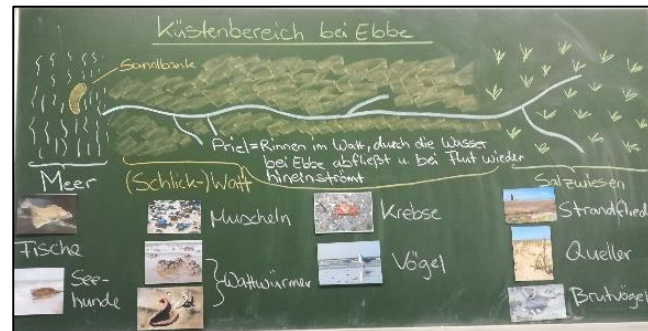 Küstenbereich bei Ebbe
Sandbank
Priel = Rinnen im Watt, durch die Wasser
bei Ebbe abfließt u. bei Flut wieder
hineinströmt
Meer
(Schlick-)Watt
Salzwiesen
Fische
See-
hunde
Muscheln
Wattwürmer
Krebse
Vögel
Strandflied
Queller
Brutvögel